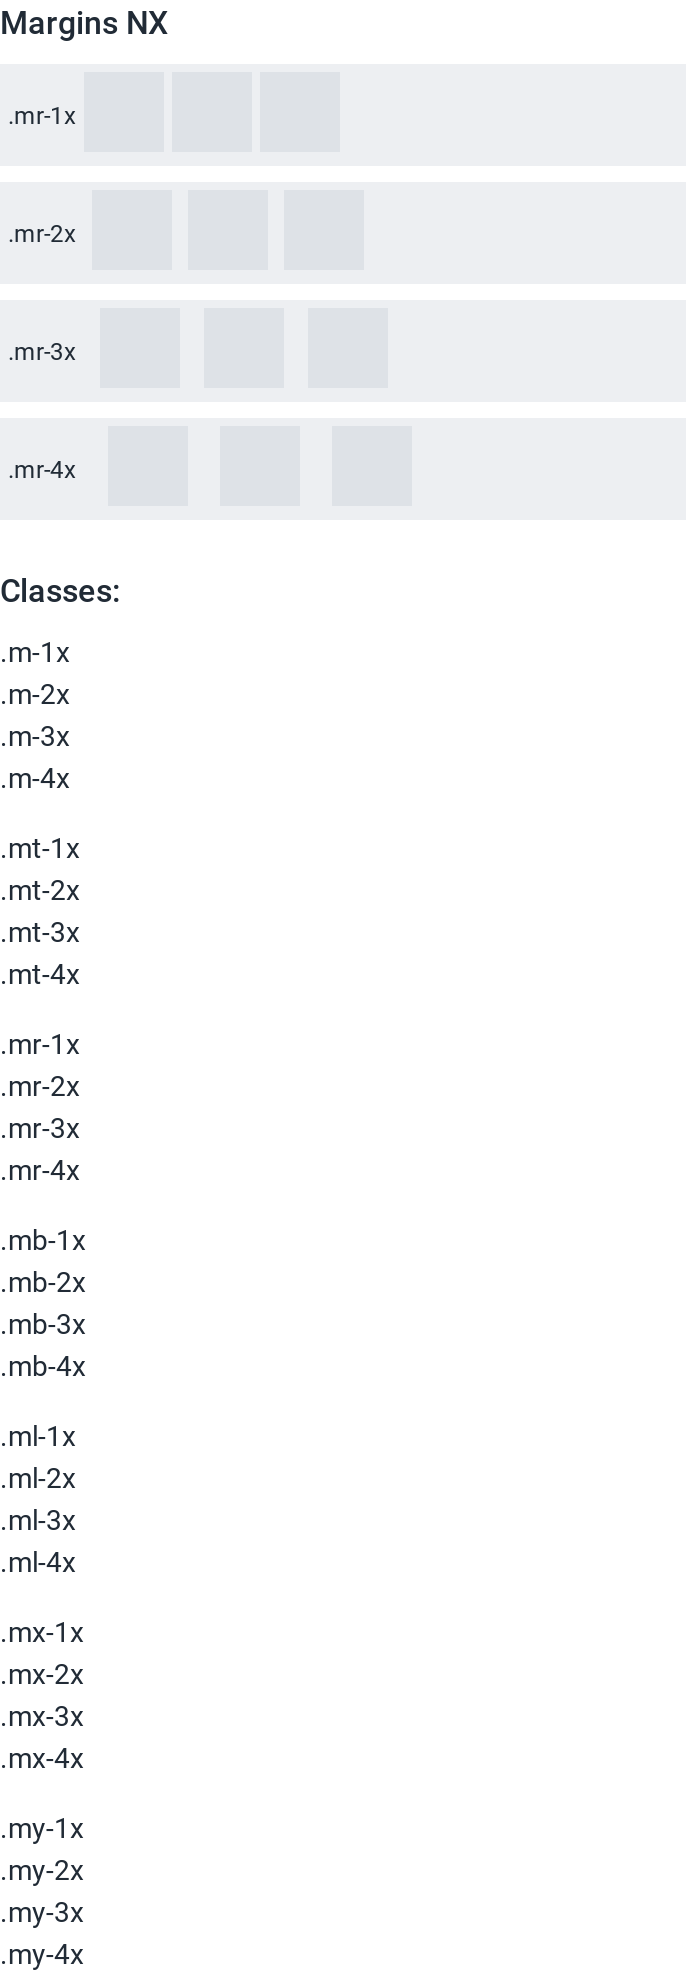 Margins NX
.mr-1x
.mr-2x
.mr-3x
.mr-4x
Classes:
.m-1x
.m-2x
.m-3x
.m-4x
.mt-1x
.mt-2x
.mt-3x
.mt-4x
.mr-1x
.mr-2x
.mr-3x
.mr-4x
.mb-1x
.mb-2x
.mb-3x
.mb-4x
.ml-1x
.ml-2x
.ml-3x
.ml-4x
.mx-1x
.mx-2x
.mx-3x
.mx-4x
.my-1x
.my-2x
.my-3x
.my-4x